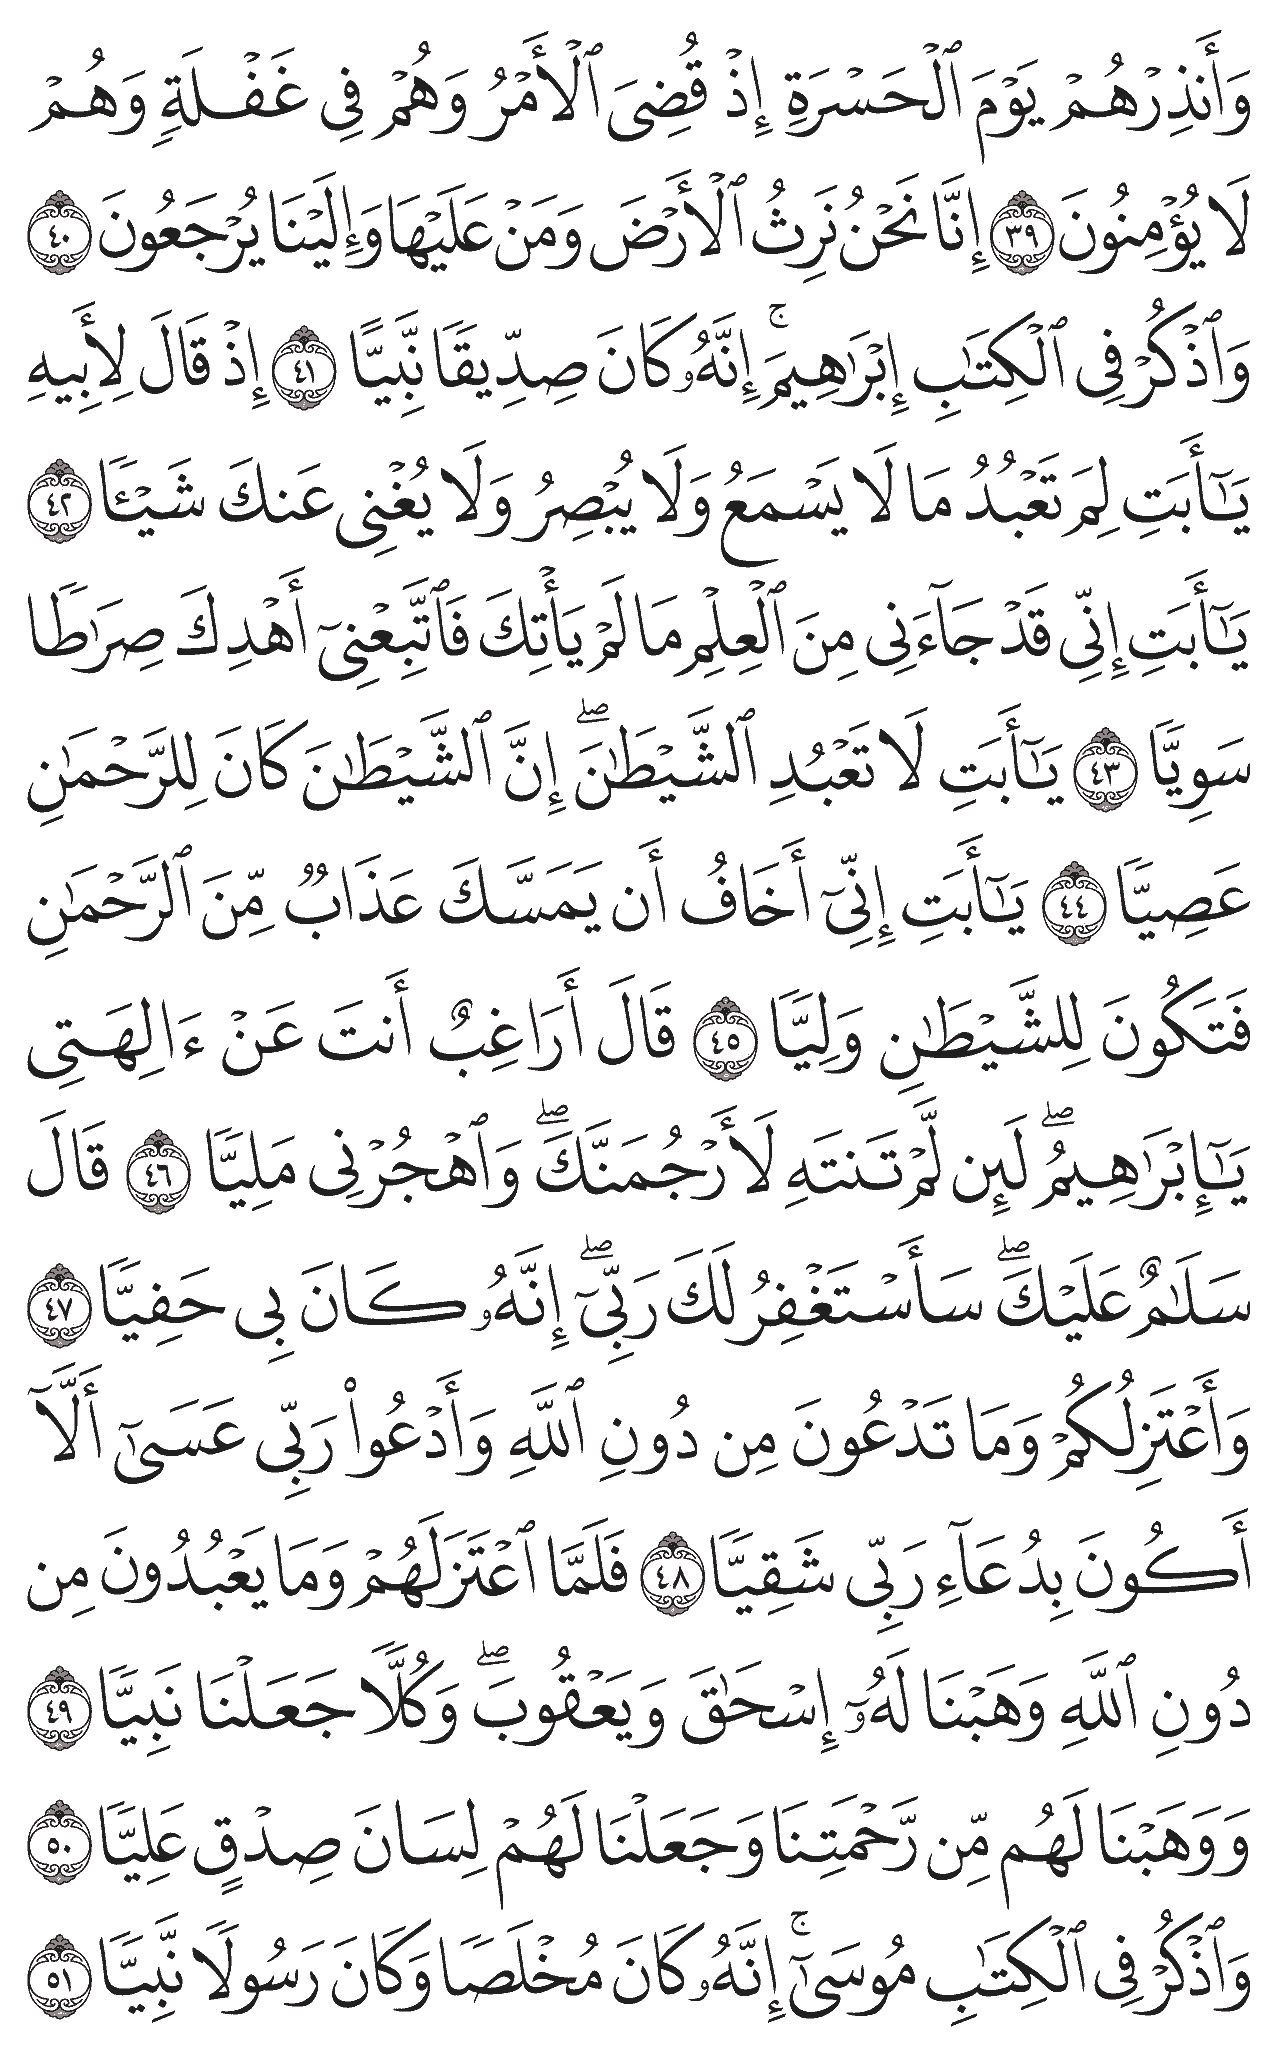 وَأَنذِرْهُمْ يَوْمَ ٱلْحَسْرَةِ إِذْ قُضِىَ ٱلْأَمْرُ وَهُمْ فِى غَفْلَةٍ وَهُمْ
لَا يُؤْمِنُونَ ٣٩ إِنَّا نَحْنُ نَرِثُ ٱلْأَرْضَ وَمَنْ عَلَيْهَا وَإِلَيْنَا يُرْجَعُونَ ٤٠
وَٱذْكُرْ فِى ٱلْكِتَٰبِ إِبْرَٰهِيمَ ۚ إِنَّهُۥ كَانَ صِدِّيقًا نَّبِيًّا ٤١ إِذْ قَالَ لِأَبِيهِ
يَٰٓأَبَتِ لِمَ تَعْبُدُ مَا لَا يَسْمَعُ وَلَا يُبْصِرُ وَلَا يُغْنِى عَنكَ شَيْـًٔا ٤٢
يَٰٓأَبَتِ إِنِّى قَدْ جَآءَنِى مِنَ ٱلْعِلْمِ مَا لَمْ يَأْتِكَ فَٱتَّبِعْنِىٓ أَهْدِكَ صِرَٰطًا
سَوِيًّا ٤٣ يَٰٓأَبَتِ لَا تَعْبُدِ ٱلشَّيْطَٰنَ ۖ إِنَّ ٱلشَّيْطَٰنَ كَانَ لِلرَّحْمَٰنِ
عَصِيًّا ٤٤ يَٰٓأَبَتِ إِنِّىٓ أَخَافُ أَن يَمَسَّكَ عَذَابٌ مِّنَ ٱلرَّحْمَٰنِ
فَتَكُونَ لِلشَّيْطَٰنِ وَلِيًّا ٤٥ قَالَ أَرَاغِبٌ أَنتَ عَنْ ءَالِهَتِى
يَٰٓإِبْرَٰهِيمُ ۖ لَئِن لَّمْ تَنتَهِ لَأَرْجُمَنَّكَ ۖ وَٱهْجُرْنِى مَلِيًّا ٤٦ قَالَ
سَلَٰمٌ عَلَيْكَ ۖ سَأَسْتَغْفِرُ لَكَ رَبِّىٓ ۖ إِنَّهُۥ كَانَ بِى حَفِيًّا ٤٧
وَأَعْتَزِلُكُمْ وَمَا تَدْعُونَ مِن دُونِ ٱللَّهِ وَأَدْعُوا۟ رَبِّى عَسَىٰٓ أَلَّآ
أَكُونَ بِدُعَآءِ رَبِّى شَقِيًّا ٤٨ فَلَمَّا ٱعْتَزَلَهُمْ وَمَا يَعْبُدُونَ مِن
دُونِ ٱللَّهِ وَهَبْنَا لَهُۥٓ إِسْحَٰقَ وَيَعْقُوبَ ۖ وَكُلًّا جَعَلْنَا نَبِيًّا ٤٩
وَوَهَبْنَا لَهُم مِّن رَّحْمَتِنَا وَجَعَلْنَا لَهُمْ لِسَانَ صِدْقٍ عَلِيًّا ٥٠
وَٱذْكُرْ فِى ٱلْكِتَٰبِ مُوسَىٰٓ ۚ إِنَّهُۥ كَانَ مُخْلَصًا وَكَانَ رَسُولًا نَّبِيًّا ٥١